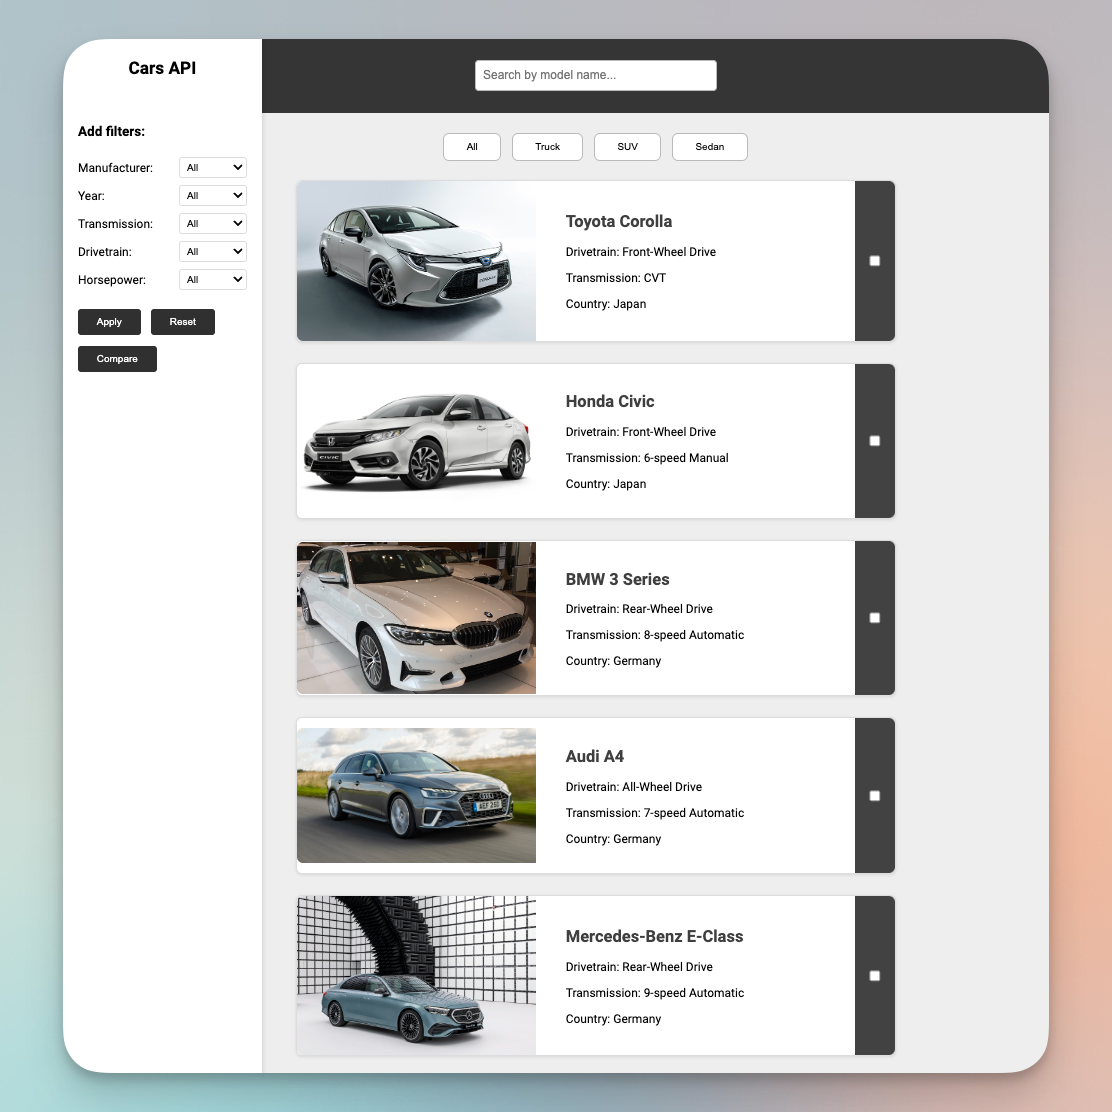 Cars API
Search by model name...
Add filters:
Manufacturer: All
Year: All
Transmission: All
Drivetrain: All
Horsepower: All
Apply Reset
Compare
All Truck SUV Sedan
Toyota Corolla
Drivetrain: Front-Wheel Drive
Transmission: CVT
Country: Japan
COROLLA
Honda Civic
Drivetrain: Front-Wheel Drive
Transmission: 6-speed Manual
Country: Japan
CIVIC
BMW 3 Series
Drivetrain: Rear-Wheel Drive
Transmission: 8-speed Automatic
Country: Germany
Audi A4
Drivetrain: All-Wheel Drive
Transmission: 7-speed Automatic
Country: Germany
Mercedes-Benz E-Class
Drivetrain: Rear-Wheel Drive
Transmission: 9-speed Automatic
Country: Germany